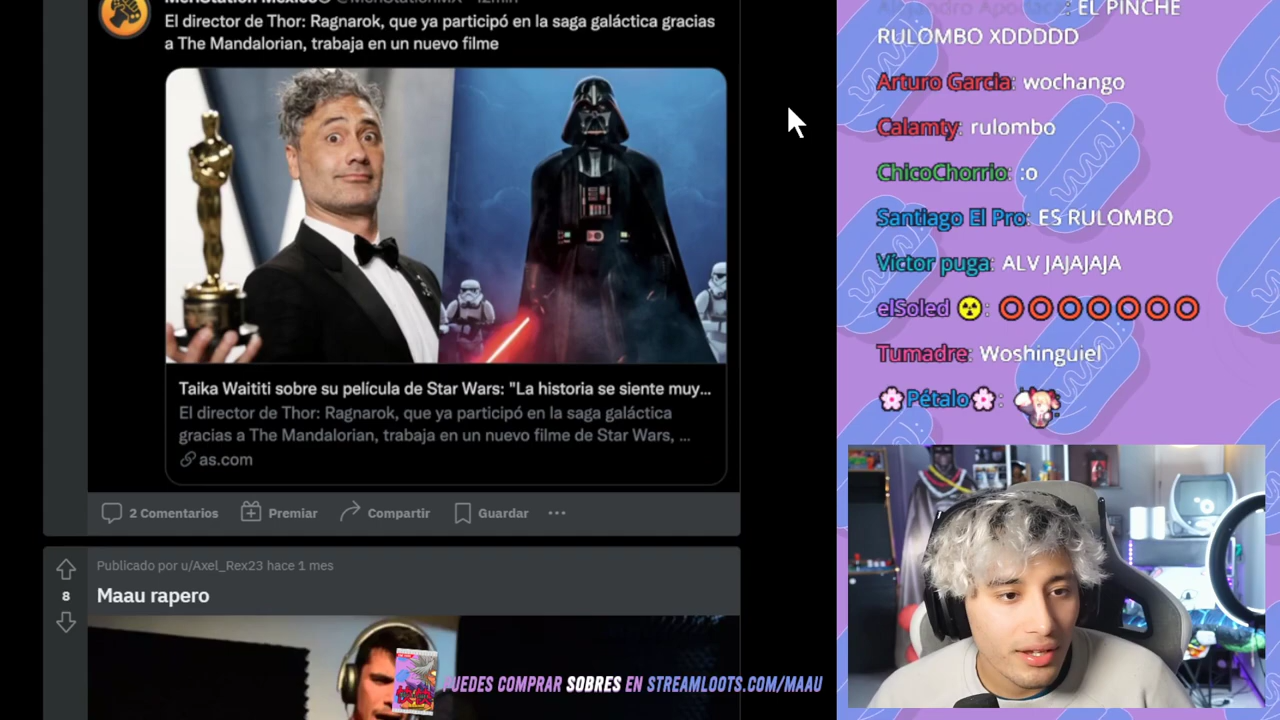 MeriStation México @MeriStationMX · 12min
El director de Thor: Ragnarok, que ya participó en la saga galáctica gracias
a The Mandalorian, trabaja en un nuevo filme
Taika Waititi sobre su película de Star Wars: "La historia se siente muy...
El director de Thor: Ragnarok, que ya participó en la saga galáctica
gracias a The Mandalorian, trabaja en un nuevo filme de Star Wars, ...
as.com
2 Comentarios Premiar Compartir Guardar
Publicado por u/Axel_Rex23 hace 1 mes
8
Maau rapero
PUEDES COMPRAR SOBRES EN STREAMLOOTS.COM/MAAU
: EL PINCHE
RULOMBO XDDDDD
Arturo Garcia: wochango
Calamty: rulombo
ChicoChorrio: :o
Santiago El Pro: ES RULOMBO
Víctor puga: ALV JAJAJAJA
elSoled ☢: ⭕⭕⭕⭕⭕⭕⭕
Tumadre: Woshinguiel
🌸Pétalo🌸: